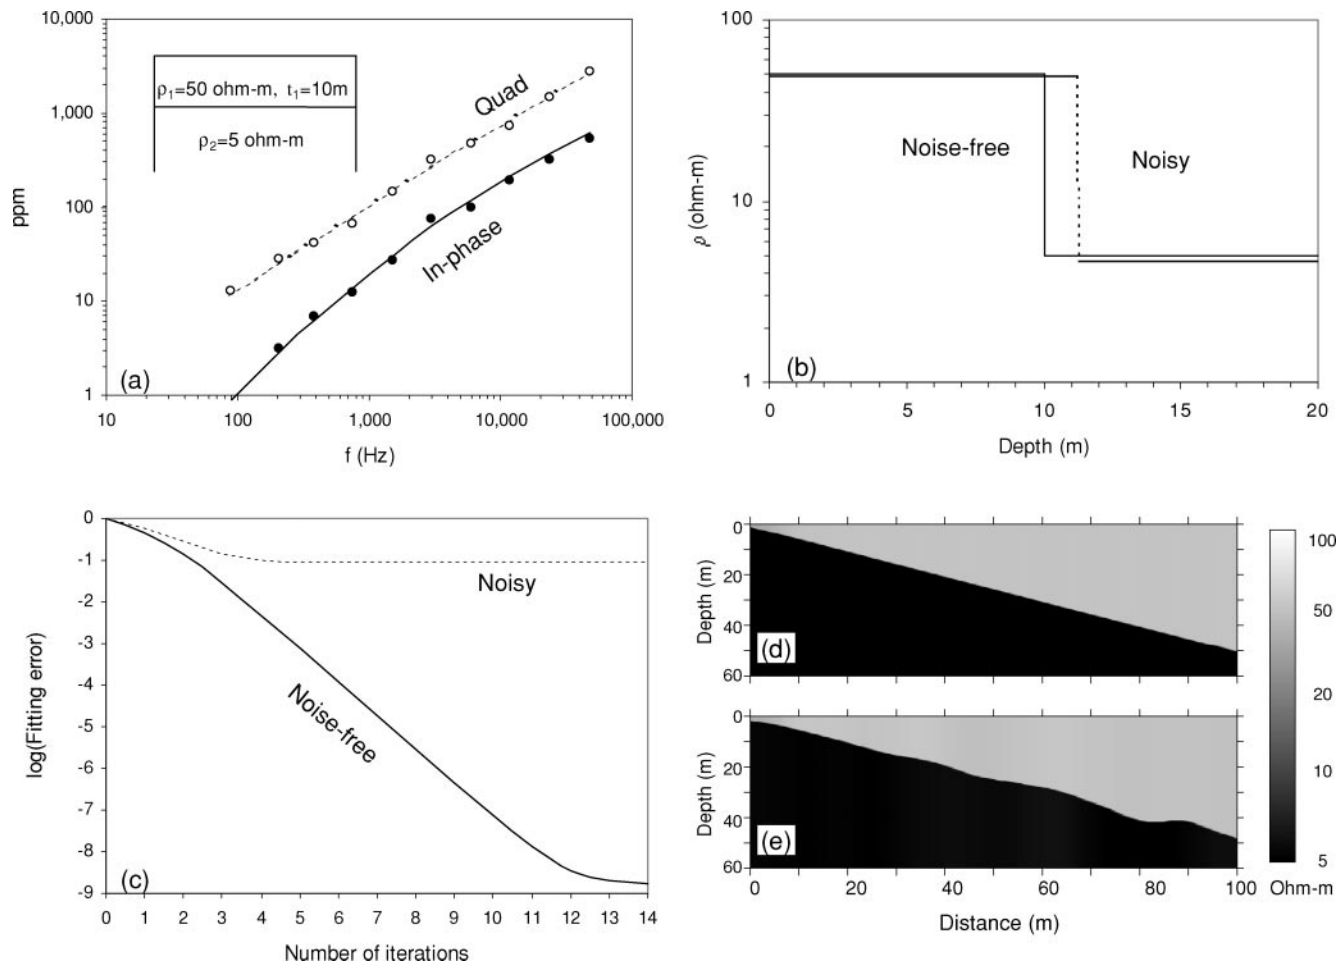 10,000
1,000
100
10
1
ppm
ρ1=50 ohm-m, t1=10m
ρ2=5 ohm-m
Quad
In-phase
(a)
10 100 1,000 10,000 100,000
f (Hz)
100
10
1
ρ (ohm-m)
Noise-free
Noisy
(b)
0 5 10 15 20
Depth (m)
0
-1
-2
-3
-4
-5
-6
-7
-8
-9
log(Fitting error)
Noisy
Noise-free
(c)
0 1 2 3 4 5 6 7 8 9 10 11 12 13 14
Number of iterations
0
20
40
60
Depth (m)
(d)
0
20
40
60
Depth (m)
(e)
0 20 40 60 80 100
Distance (m)
100
50
20
10
5
Ohm-m